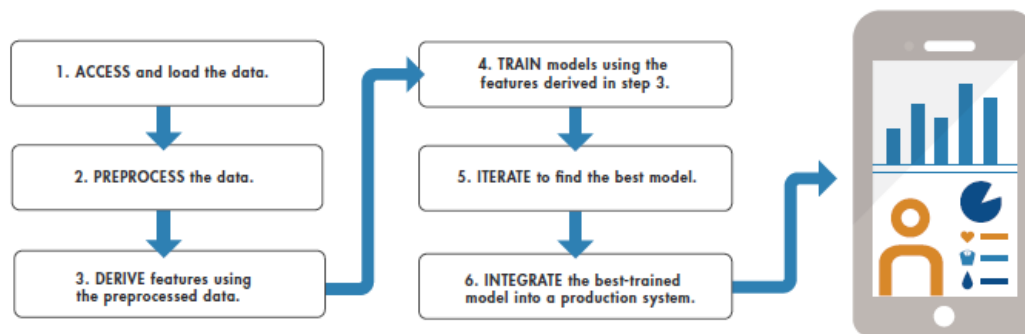 1. ACCESS and load the data.
2. PREPROCESS the data.
3. DERIVE features using
the preprocessed data.
4. TRAIN models using the
features derived in step 3.
5. ITERATE to find the best model.
6. INTEGRATE the best-trained
model into a production system.